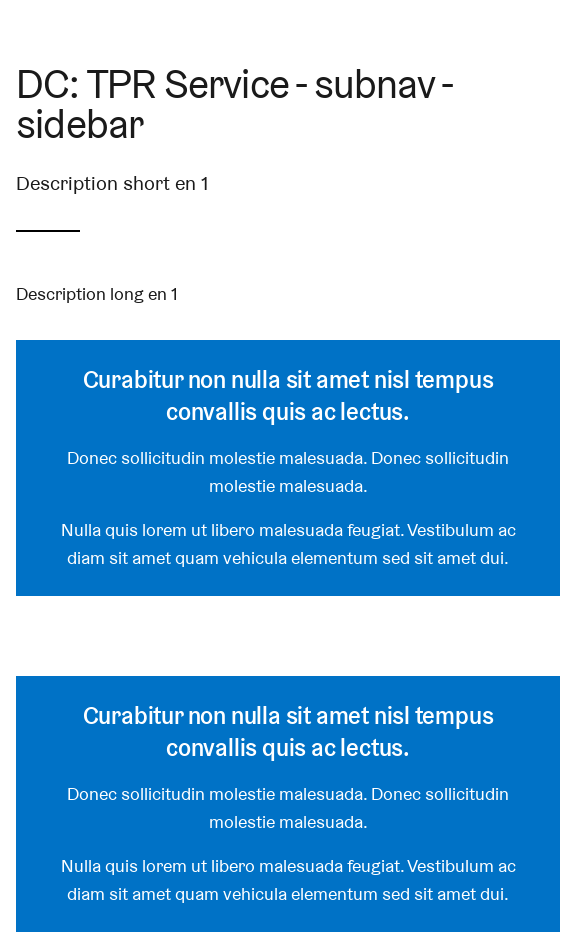 DC: TPR Service - subnav -
sidebar
Description short en 1
Description long en 1
Curabitur non nulla sit amet nisl tempus
convallis quis ac lectus.
Donec sollicitudin molestie malesuada. Donec sollicitudin
molestie malesuada.
Nulla quis lorem ut libero malesuada feugiat. Vestibulum ac
diam sit amet quam vehicula elementum sed sit amet dui.
Curabitur non nulla sit amet nisl tempus
convallis quis ac lectus.
Donec sollicitudin molestie malesuada. Donec sollicitudin
molestie malesuada.
Nulla quis lorem ut libero malesuada feugiat. Vestibulum ac
diam sit amet quam vehicula elementum sed sit amet dui.